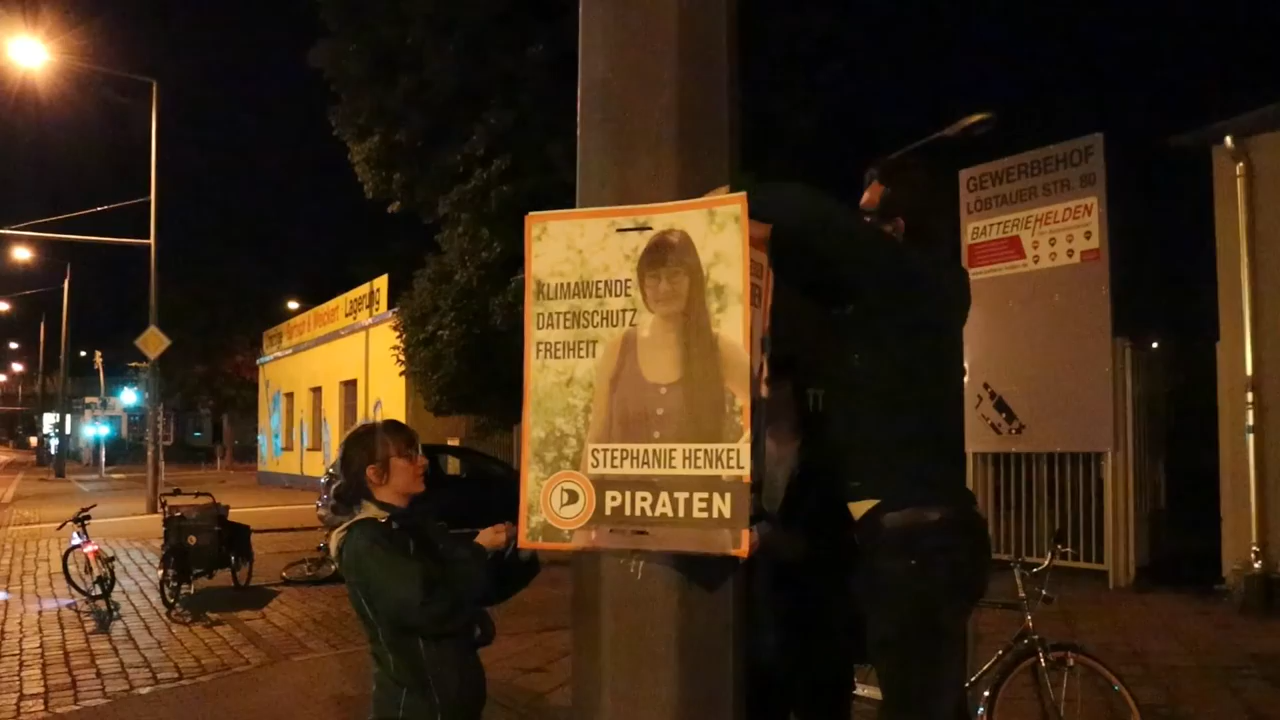 KLIMAWENDE
DATENSCHUTZ
FREIHEIT
STEPHANIE HENKEL
PIRATEN
GEWERBEHOF
LÖBTAUER STR. 80
BATTERIEHELDEN
Lagerung